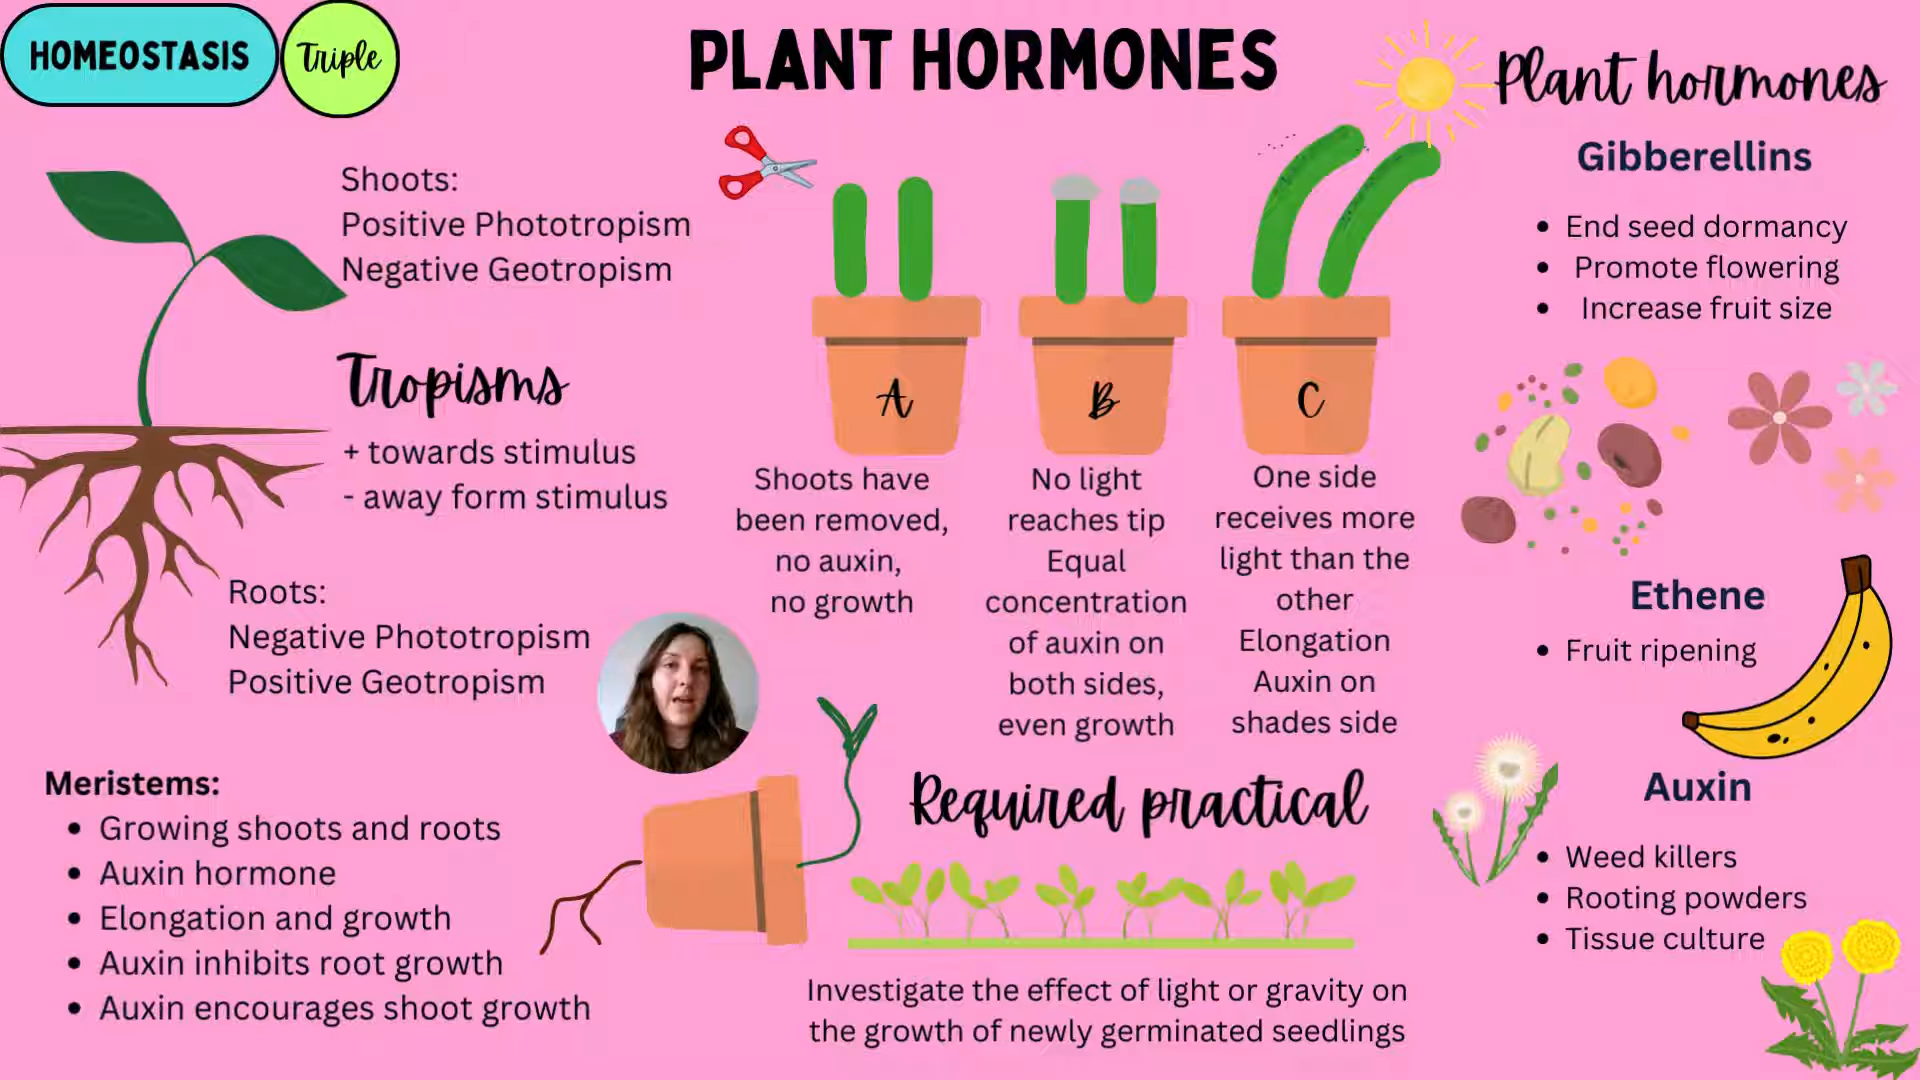 HOMEOSTASIS
Triple
PLANT HORMONES
Shoots:
Positive Phototropism
Negative Geotropism
Tropisms
+ towards stimulus
- away form stimulus
Roots:
Negative Phototropism
Positive Geotropism
Meristems:
• Growing shoots and roots
• Auxin hormone
• Elongation and growth
• Auxin inhibits root growth
• Auxin encourages shoot growth
A
Shoots have
been removed,
no auxin,
no growth
B
No light
reaches tip
Equal
concentration
of auxin on
both sides,
even growth
C
One side
receives more
light than the
other
Elongation
Auxin on
shades side
Required practical
Investigate the effect of light or gravity on
the growth of newly germinated seedlings
Plant hormones
Gibberellins
• End seed dormancy
• Promote flowering
• Increase fruit size
Ethene
• Fruit ripening
Auxin
• Weed killers
• Rooting powders
• Tissue culture